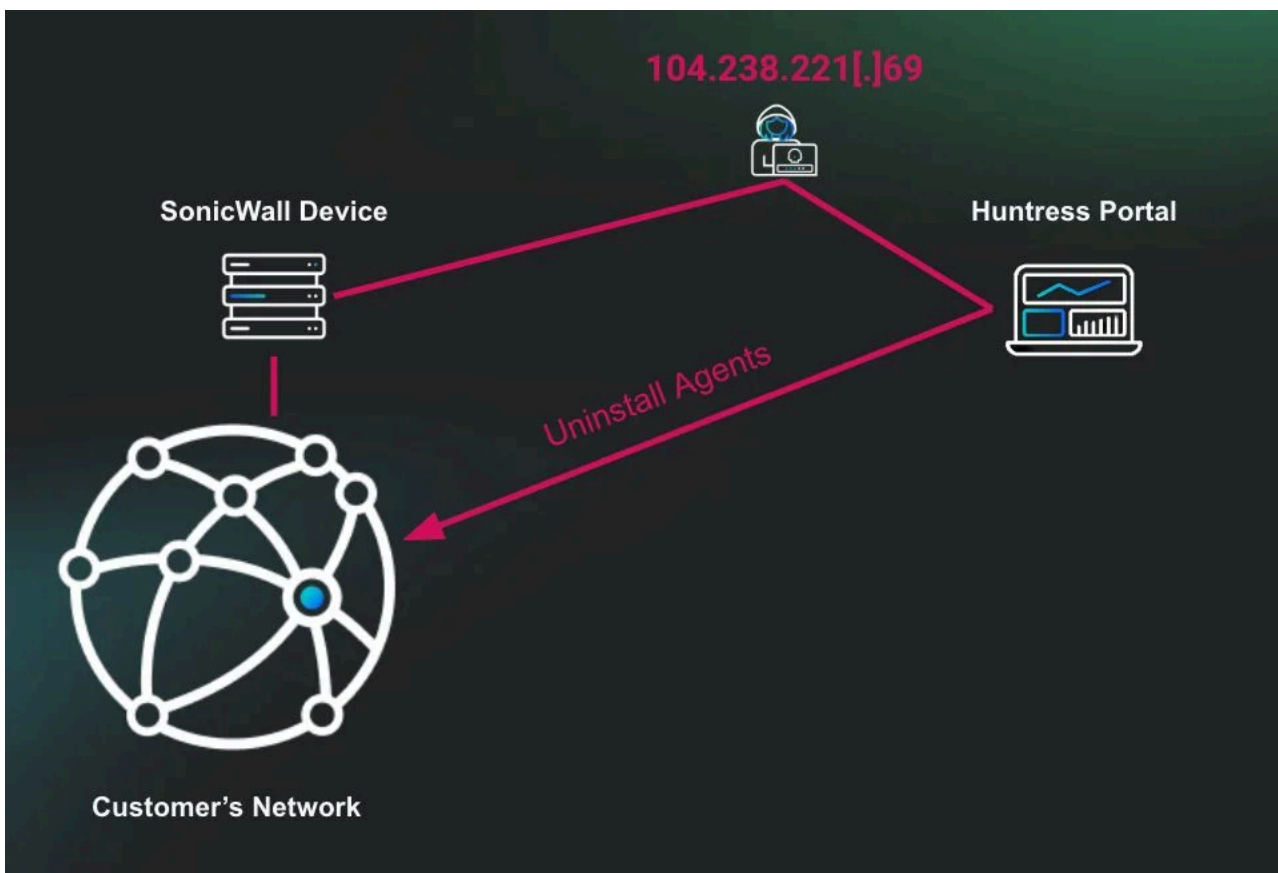 104.238.221[.]69
SonicWall Device
Huntress Portal
Uninstall Agents
Customer’s Network